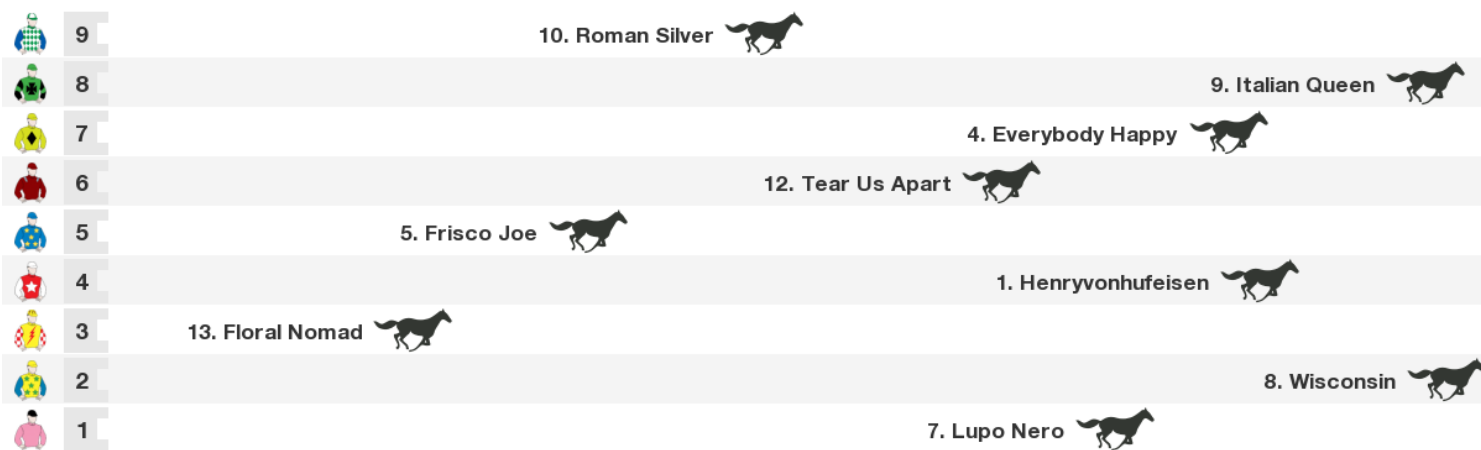 9 10. Roman Silver
8 9. Italian Queen
7 4. Everybody Happy
6 12. Tear Us Apart
5 5. Frisco Joe
4 1. Henryvonhufeisen
3 13. Floral Nomad
2 8. Wisconsin
1 7. Lupo Nero